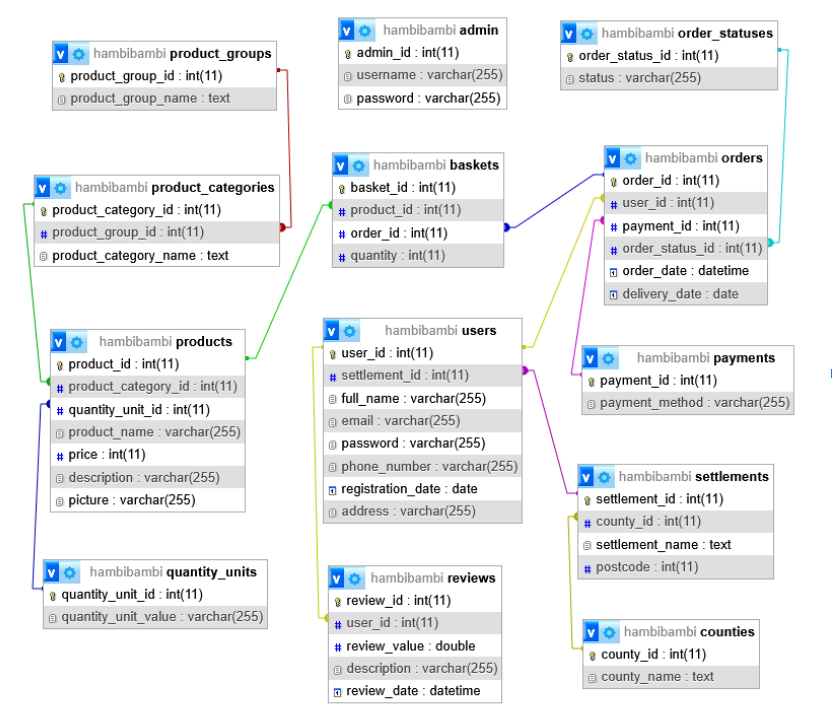 hambibambi product_groups
product_group_id : int(11)
product_group_name : text
hambibambi admin
admin_id : int(11)
username : varchar(255)
password : varchar(255)
hambibambi order_statuses
order_status_id : int(11)
status : varchar(255)
hambibambi product_categories
product_category_id : int(11)
product_group_id : int(11)
product_category_name : text
hambibambi baskets
basket_id : int(11)
product_id : int(11)
order_id : int(11)
quantity : int(11)
hambibambi orders
order_id : int(11)
user_id : int(11)
payment_id : int(11)
order_status_id : int(11)
order_date : datetime
delivery_date : date
hambibambi products
product_id : int(11)
product_category_id : int(11)
quantity_unit_id : int(11)
product_name : varchar(255)
price : int(11)
description : varchar(255)
picture : varchar(255)
hambibambi users
user_id : int(11)
settlement_id : int(11)
full_name : varchar(255)
email : varchar(255)
password : varchar(255)
phone_number : varchar(255)
registration_date : date
address : varchar(255)
hambibambi payments
payment_id : int(11)
payment_method : varchar(255)
hambibambi settlements
settlement_id : int(11)
county_id : int(11)
settlement_name : text
postcode : int(11)
hambibambi quantity_units
quantity_unit_id : int(11)
quantity_unit_value : varchar(255)
hambibambi reviews
review_id : int(11)
user_id : int(11)
review_value : double
description : varchar(255)
review_date : datetime
hambibambi counties
county_id : int(11)
county_name : text